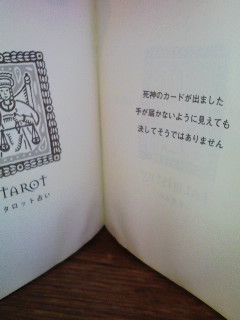 TAROT
タロット占い
死神のカードが出ました
手が届かないように見えても
決してそうではありません